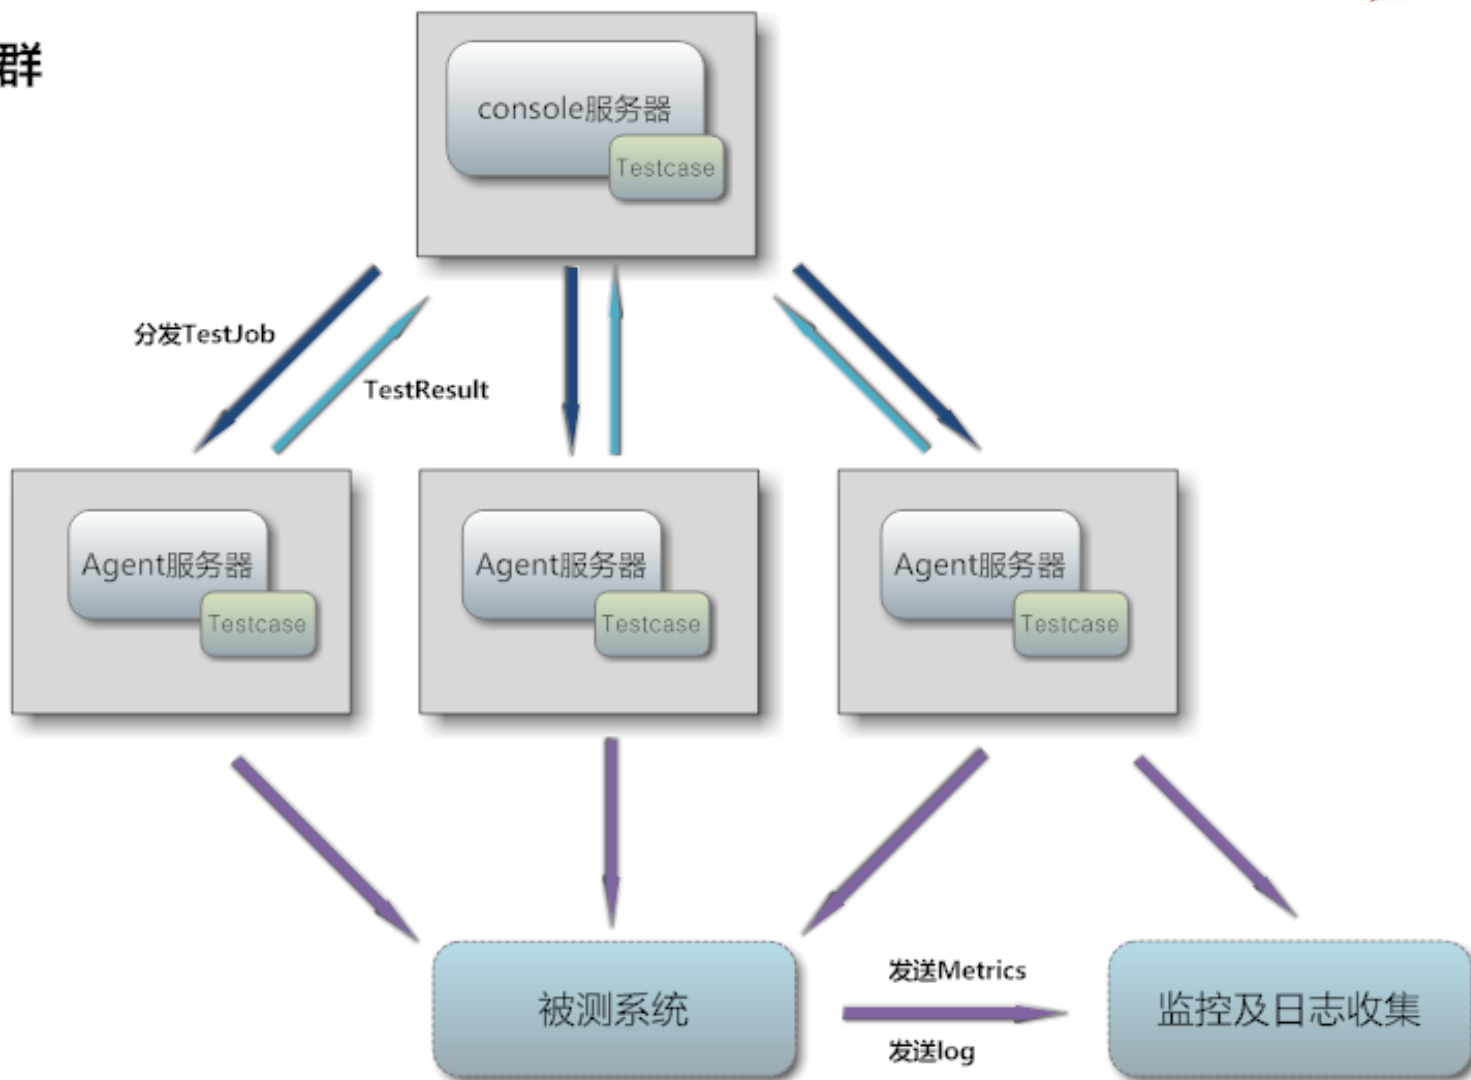 群
console服务器
Testcase
分发TestJob
TestResult
Agent服务器
Testcase
Agent服务器
Testcase
Agent服务器
Testcase
被测系统
发送Metrics
发送log
监控及日志收集